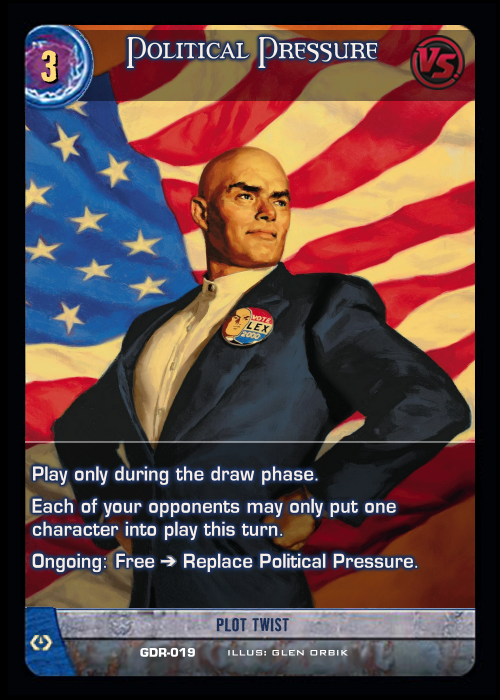 Political Pressure
3
VS
VOTE
LEX
2000
Play only during the draw phase.
Each of your opponents may only put one
character into play this turn.
Ongoing: Free ➔ Replace Political Pressure.
PLOT TWIST
GDR-019 ILLUS: GLEN ORBIK